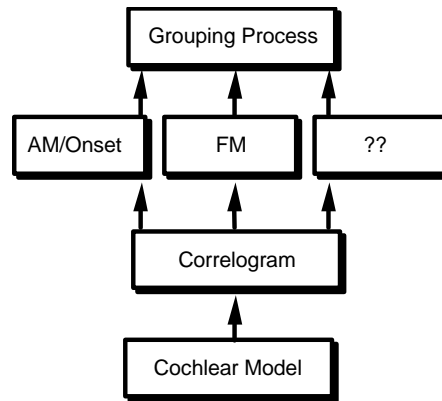 Grouping Process
AM/Onset
FM
??
Correlogram
Cochlear Model